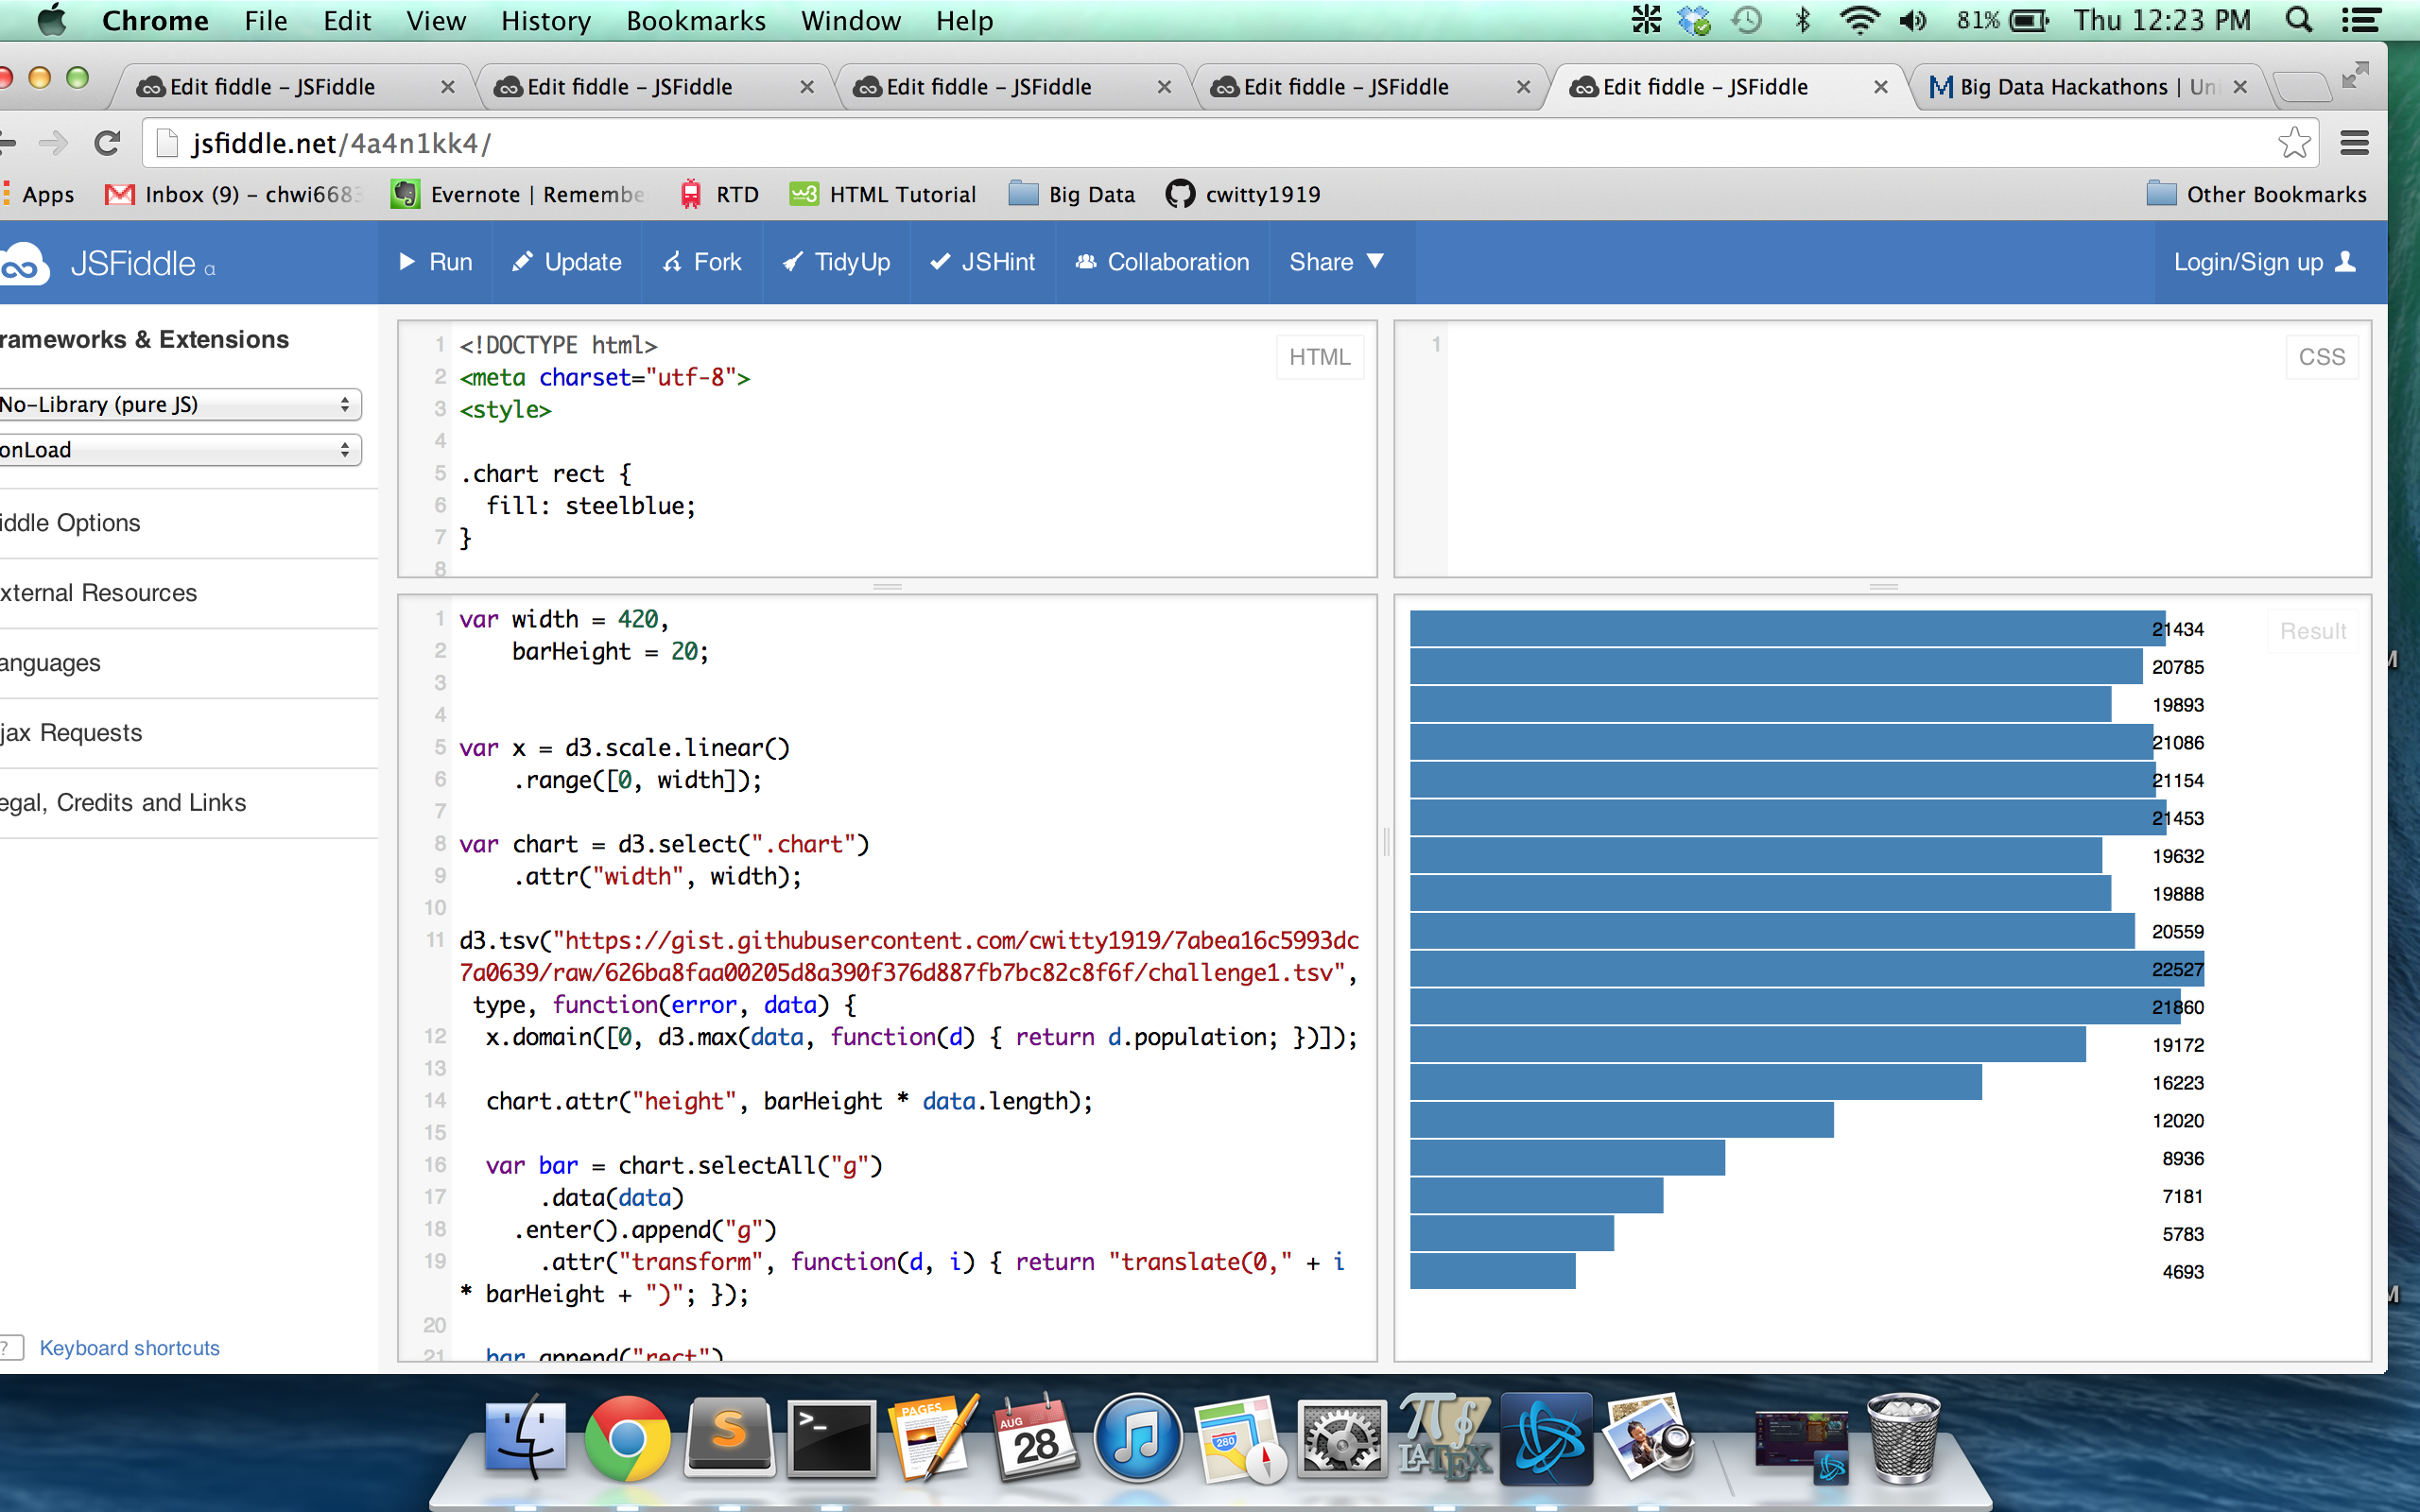 Chrome File Edit View History Bookmarks Window Help 81% Thu 12:23 PM
Edit fiddle - JSFiddle Edit fiddle - JSFiddle Edit fiddle - JSFiddle Edit fiddle - JSFiddle Edit fiddle - JSFiddle Big Data Hackathons | Uni
jsfiddle.net/4a4n1kk4/
Apps Inbox (9) - chwi6683 Evernote | Remembe RTD HTML Tutorial Big Data cwitty1919 Other Bookmarks
JSFiddle α Run Update Fork TidyUp JSHint Collaboration Share ▼ Login/Sign up
rameworks & Extensions
No-Library (pure JS)
onLoad
iddle Options
xternal Resources
anguages
jax Requests
egal, Credits and Links
? Keyboard shortcuts
HTML
1 <!DOCTYPE html>
2 <meta charset="utf-8">
3 <style>
4
5 .chart rect {
6 fill: steelblue;
7 }
8
CSS
1
1 var width = 420,
2 barHeight = 20;
3
4
5 var x = d3.scale.linear()
6 .range([0, width]);
7
8 var chart = d3.select(".chart")
9 .attr("width", width);
10
11 d3.tsv("https://gist.githubusercontent.com/cwitty1919/7abea16c5993dc
7a0639/raw/626ba8faa00205d8a390f376d887fb7bc82c8f6f/challenge1.tsv",
type, function(error, data) {
12 x.domain([0, d3.max(data, function(d) { return d.population; })]);
13
14 chart.attr("height", barHeight * data.length);
15
16 var bar = chart.selectAll("g")
17 .data(data)
18 .enter().append("g")
19 .attr("transform", function(d, i) { return "translate(0," + i
* barHeight + ")"; });
20
21 bar.append("rect")
Result
21434
20785
19893
21086
21154
21453
19632
19888
20559
22527
21860
19172
16223
12020
8936
7181
5783
4693
M
M
S
>_
PAGES
AUG
28
280
LATEX